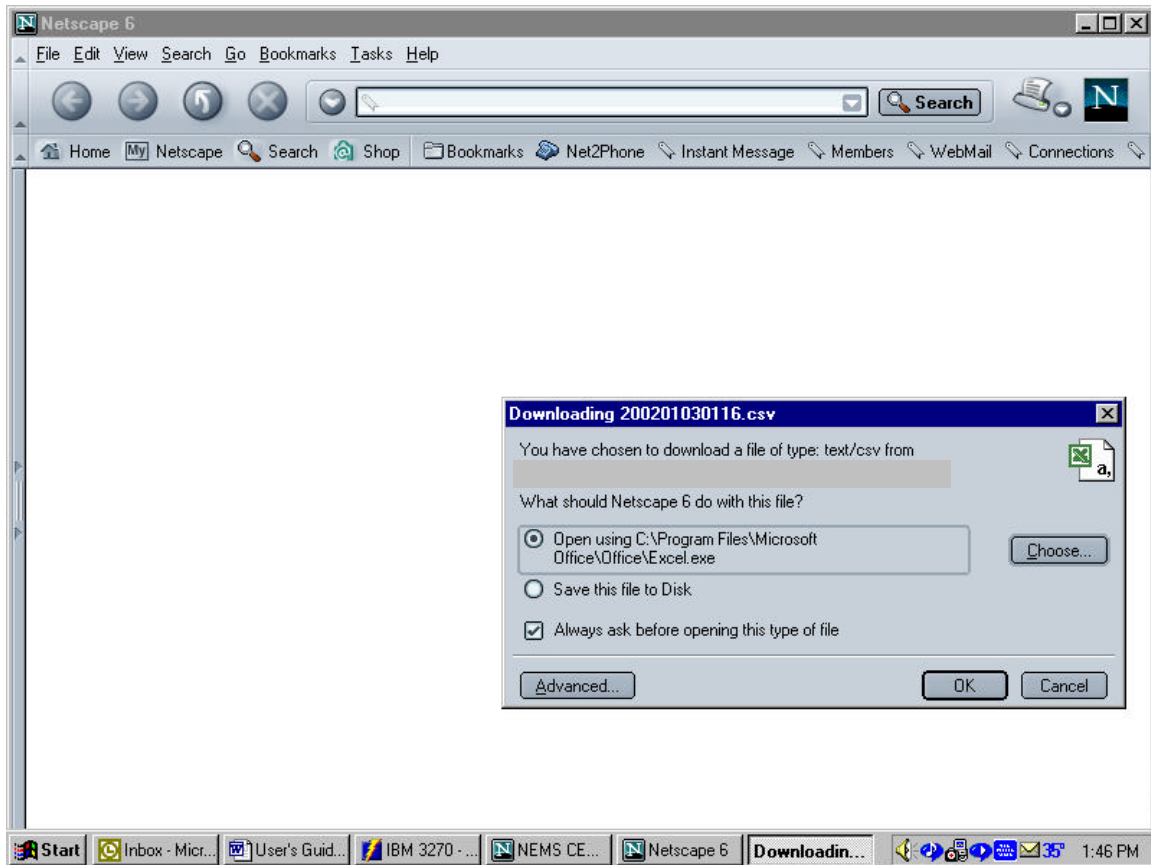 Netscape 6
File Edit View Search Go Bookmarks Tasks Help
Search N
Home My Netscape Search Shop Bookmarks Net2Phone Instant Message Members WebMail Connections
Downloading 200201030116.csv
You have chosen to download a file of type: text/csv from
a,
What should Netscape 6 do with this file?
Open using C:\Program Files\Microsoft
Office\Office\Excel.exe
Choose...
Save this file to Disk
Always ask before opening this type of file
Advanced... OK Cancel
Start Inbox - Micr... User's Guid... IBM 3270 - ... NEMS CE... Netscape 6 Downloadin... 35° 1:46 PM